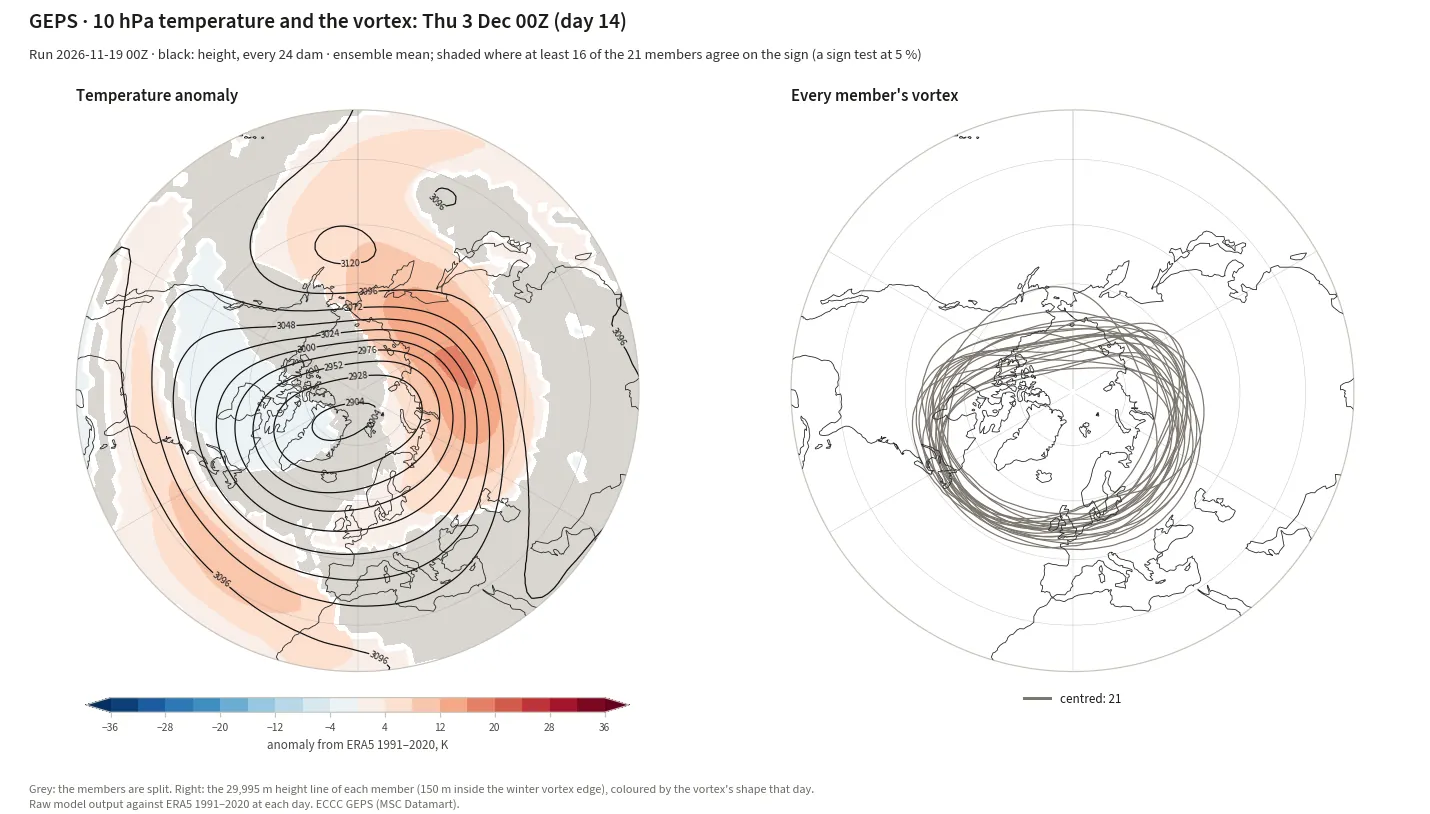 GEPS · 10 hPa temperature and the vortex: Thu 3 Dec 00Z (day 14)
Run 2026-11-19 00Z · black: height, every 24 dam · ensemble mean; shaded where at least 16 of the 21 members agree on the sign (a sign test at 5 %)
Temperature anomaly
Every member's vortex
3096
3120
3096
3072
3048
3024
3000
2976
2952
2928
2904
3096
3096
3096
centred: 21
−36 −28 −20 −12 −4 4 12 20 28 36
anomaly from ERA5 1991–2020, K
Grey: the members are split. Right: the 29,995 m height line of each member (150 m inside the winter vortex edge), coloured by the vortex's shape that day.
Raw model output against ERA5 1991–2020 at each day. ECCC GEPS (MSC Datamart).